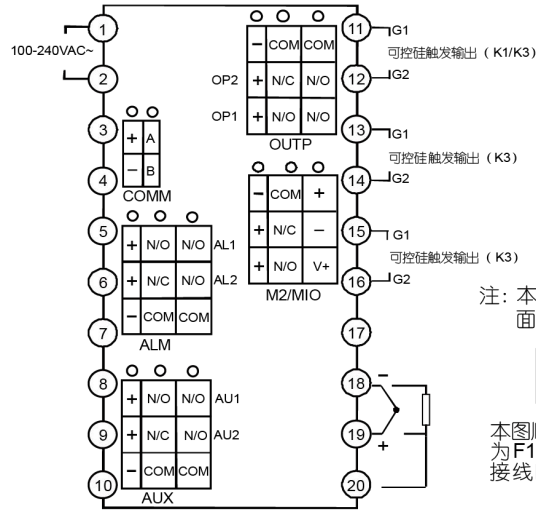 1
11
G1
100-240VAC~
可控硅触发输出 ( K1/K3)
− COM COM
2
OP2 + N/C N/O
12
G2
OP1 + N/O N/O
OUTP
3
13
G1
+ A
可控硅触发输出 ( K3)
− B
4
14
G2
COMM
− COM +
5
+ N/C −
15
G1
+ N/O N/O AL1
可控硅触发输出 ( K3)
+ N/O V+
6
+ N/C N/O AL2
16
G2
M2/MIO
− COM COM
注: 本
面
7
ALM
17
8
18
−
+ N/O N/O AU1
9
+ N/C N/O AU2
19
+
本图
为F1
接线
− COM COM
10
20
AUX